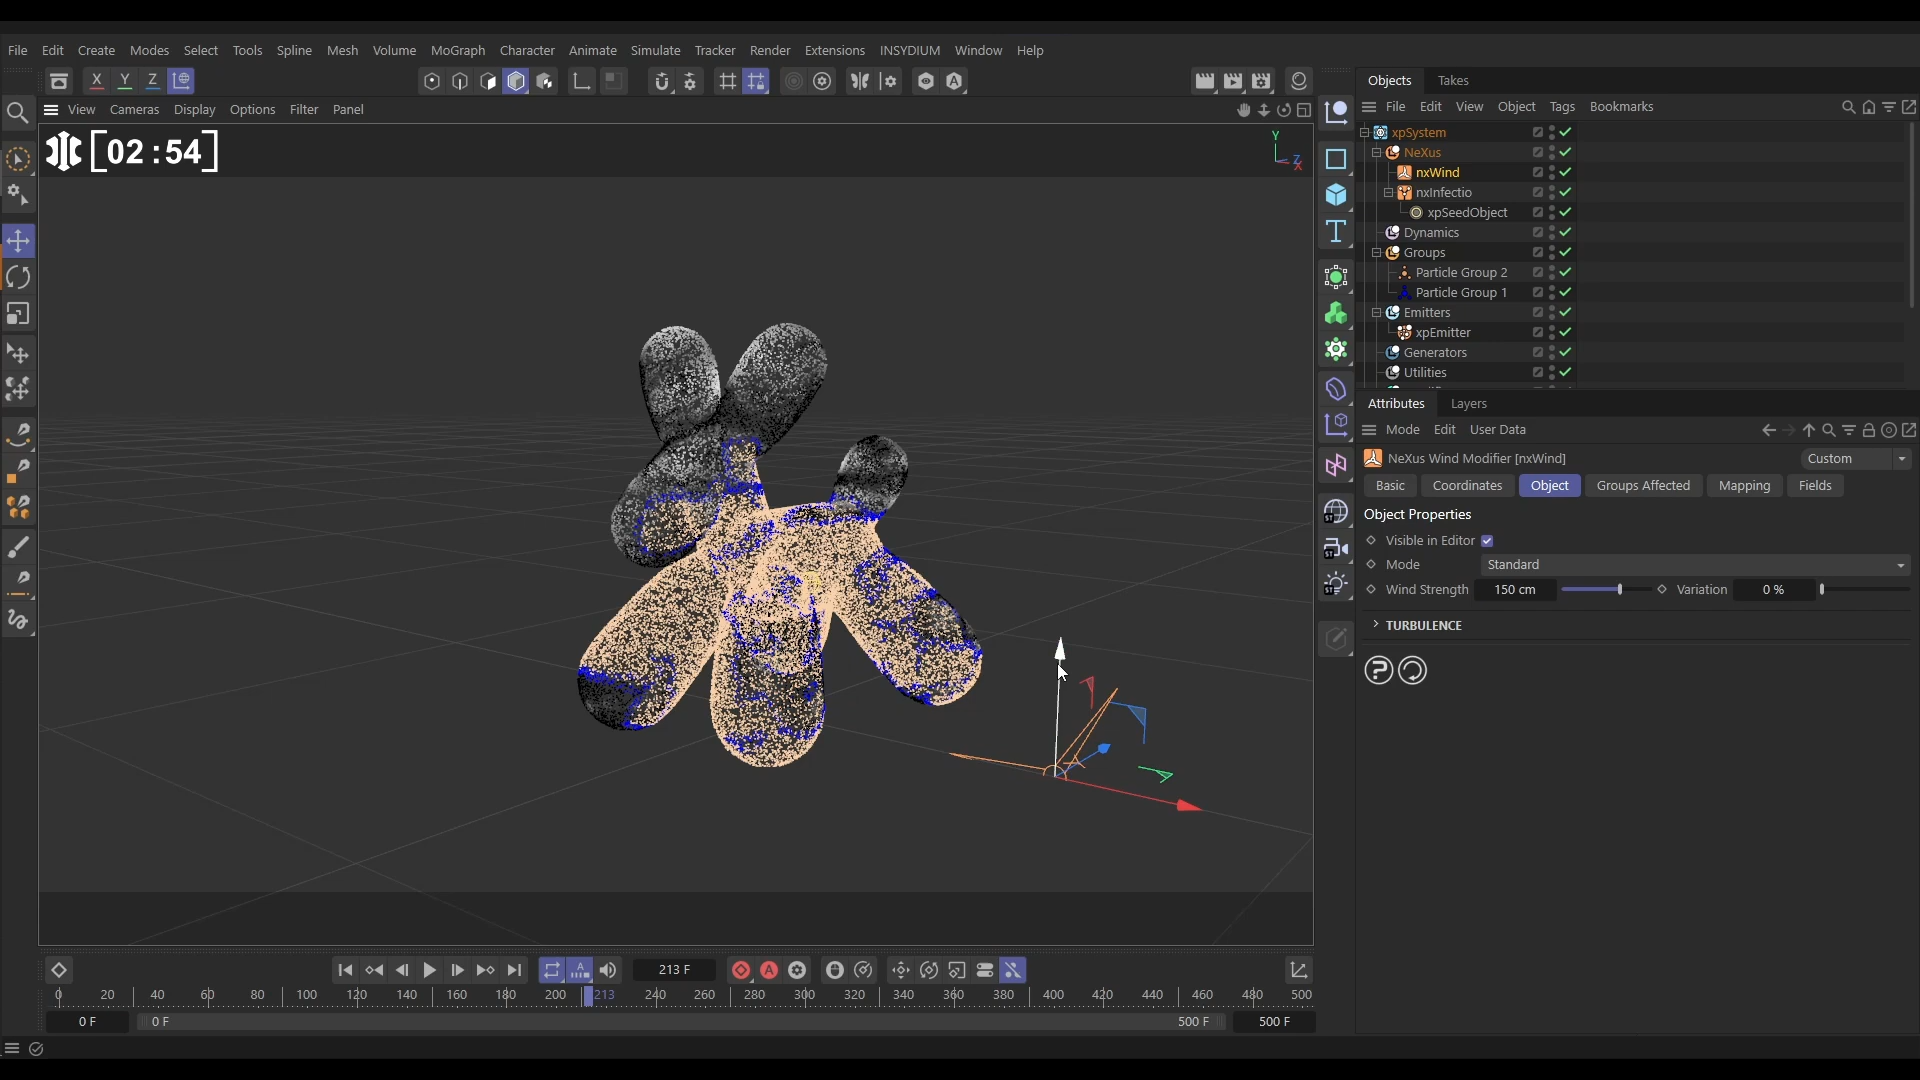 File Edit Create Modes Select Tools Spline Mesh Volume MoGraph Character Animate Simulate Tracker Render Extensions INSYDIUM Window Help
X Y Z
View Cameras Display Options Filter Panel
[02:54]
Y
Z
X
Objects Takes
File Edit View Object Tags Bookmarks
xpSystem
NeXus
nxWind
nxInfectio
xpSeedObject
Dynamics
Groups
Particle Group 2
Particle Group 1
Emitters
xpEmitter
Generators
Utilities
Attributes Layers
Mode Edit User Data
NeXus Wind Modifier [nxWind] Custom
Basic Coordinates Object Groups Affected Mapping Fields
Object Properties
Visible in Editor
Mode Standard
Wind Strength 150 cm Variation 0 %
TURBULENCE
213 F
0 20 40 60 80 100 120 140 160 180 200 213 240 260 280 300 320 340 360 380 400 420 440 460 480 500
0 F 0 F 500 F 500 F